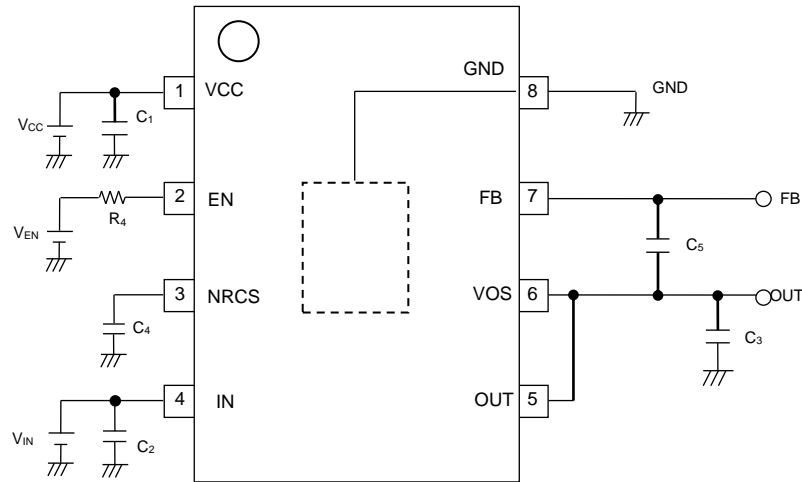 GND
1 VCC
8
GND
VCC
C1
2 EN
R4
VEN
FB 7
FB
C5
3 NRCS
C4
VOS 6
OUT
C3
4 IN
OUT 5
VIN
C2